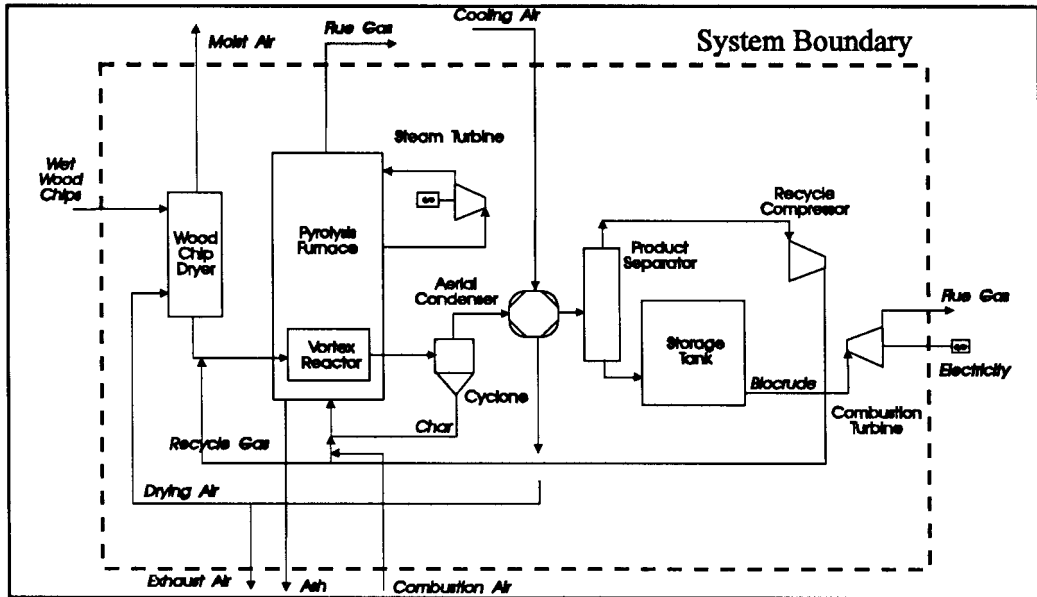 Cooling Air
Flue Gas
Moist Air
System Boundary
Steam Turbine
Wet
Wood
Chips
Wood
Chip
Dryer
Pyrolysis
Furnace
Recycle
Compressor
Product
Separator
Aerial
Condenser
Flue Gas
Vortex
Reactor
Storage
Tank
Electricity
Biocrude
Cyclone
Combustion
Turbine
Char
Recycle Gas
Drying Air
Exhaust Air
Ash
Combustion Air